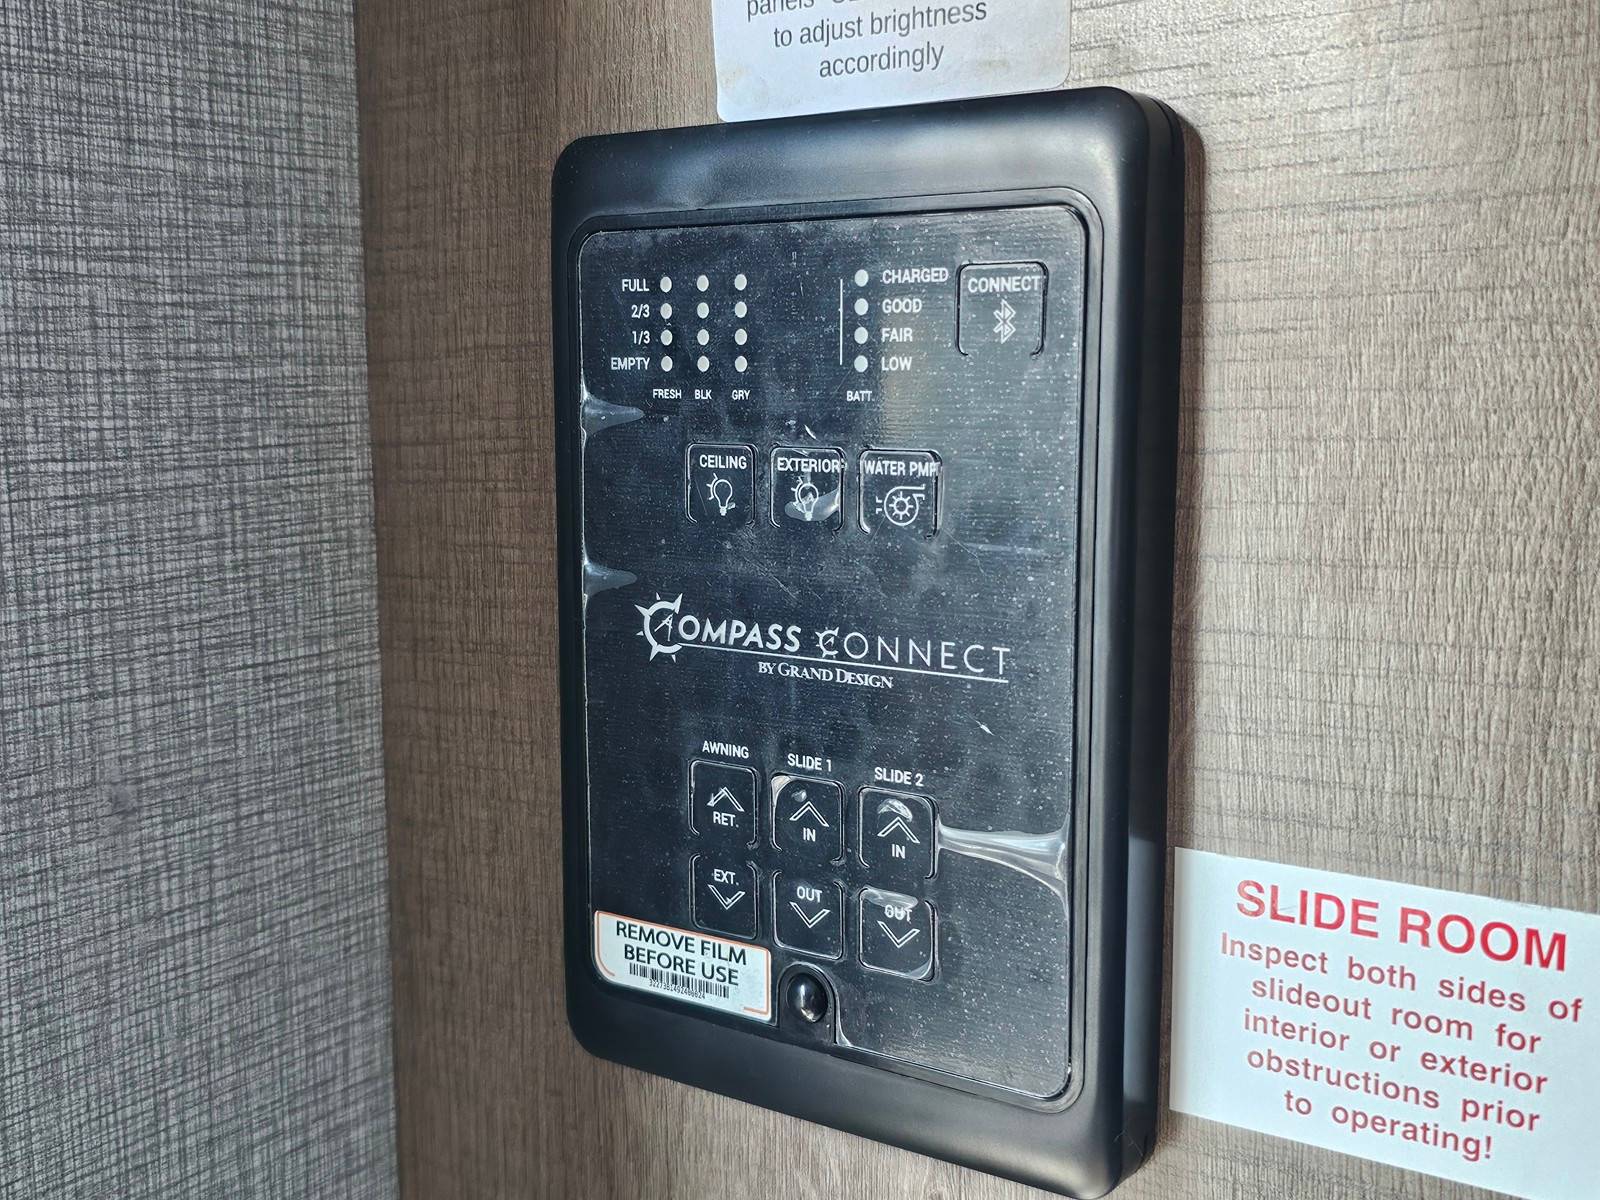 panels
to adjust brightness
accordingly
FULL
2/3
1/3
EMPTY
FRESH BLK GRY
CHARGED
GOOD
FAIR
LOW
BATT.
CONNECT
CEILING
EXTERIOR
WATER PMP
COMPASS CONNECT
BY GRAND DESIGN
AWNING
SLIDE 1
SLIDE 2
RET.
IN
IN
EXT.
OUT
OUT
REMOVE FILM
BEFORE USE
SLIDE ROOM
Inspect both sides of
slideout room for
interior or exterior
obstructions prior
to operating!